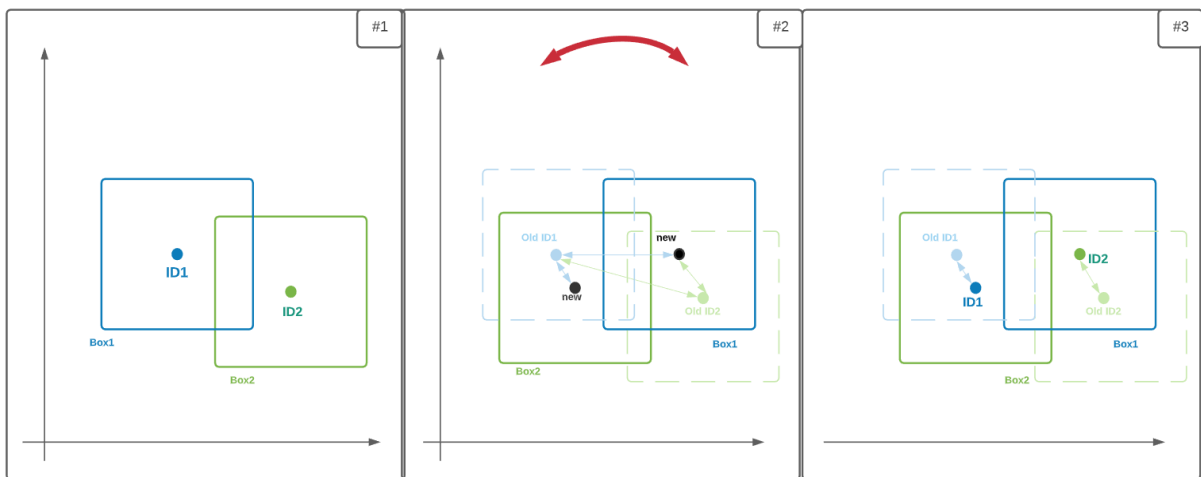 #1
ID1
ID2
Box1
Box2
#2
Old ID1
new
new
Old ID2
Box1
Box2
#3
Old ID1
ID2
ID1
Old ID2
Box1
Box2